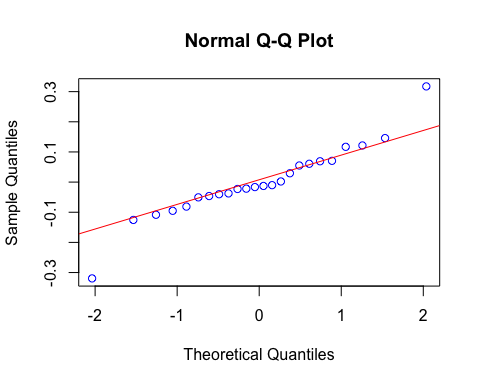 Normal Q-Q Plot
Sample Quantiles
0.3
0.1
-0.1
-0.3
-2 -1 0 1 2
Theoretical Quantiles